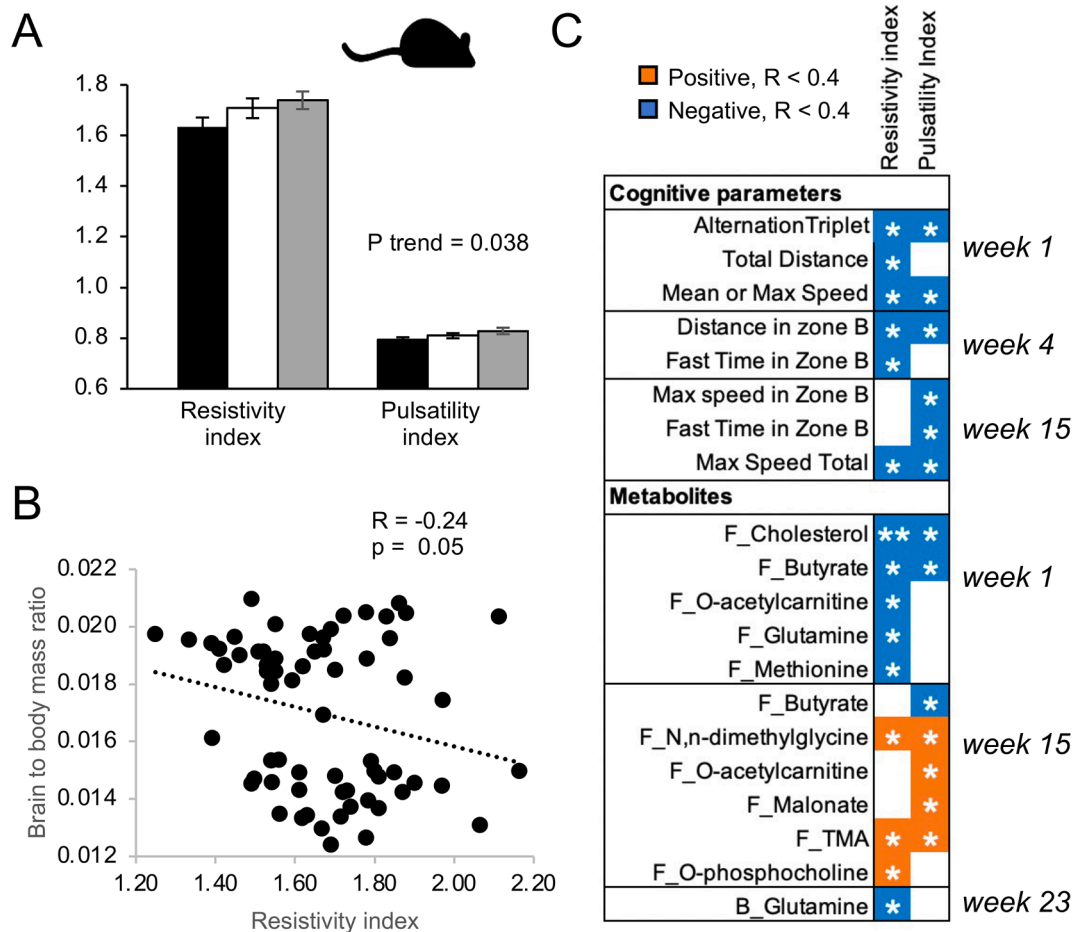 A
1.8
1.6
1.4
1.2
1.0
0.8
0.6
P trend = 0.038
Resistivity
index
Pulsatility
index
B
R = -0.24
p = 0.05
Brain to body mass ratio
0.022
0.020
0.018
0.016
0.014
0.012
1.20 1.40 1.60 1.80 2.00 2.20
Resistivity index
C
Positive, R < 0.4
Negative, R < 0.4
Resistivity index
Pulsatility Index
Cognitive parameters
AlternationTriplet * *
Total Distance *
Mean or Max Speed * *
week 1
Distance in zone B * *
Fast Time in Zone B *
week 4
Max speed in Zone B *
Fast Time in Zone B *
Max Speed Total * *
week 15
Metabolites
F_Cholesterol ** *
F_Butyrate * *
F_O-acetylcarnitine *
F_Glutamine *
F_Methionine *
week 1
F_Butyrate *
F_N,n-dimethylglycine * *
F_O-acetylcarnitine *
F_Malonate *
F_TMA * *
F_O-phosphocholine *
week 15
B_Glutamine *
week 23